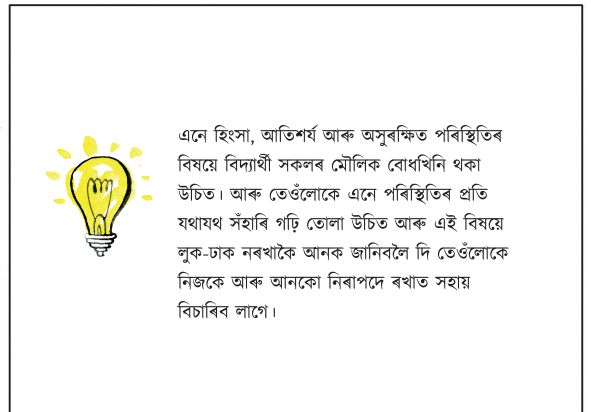 এনে হিংসা, আতিশৰ্য আৰু অসুৰক্ষিত পৰিস্থিতিৰ
বিষয়ে বিদ্যাৰ্থী সকলৰ মৌলিক বোধখিনি থকা
উচিত। আৰু তেওঁলোকে এনে পৰিস্থিতিৰ প্ৰতি
যথাযথ সঁহাৰি গঢ়ি তোলা উচিত আৰু এই বিষয়ে
লুক-ঢাক নৰখাকৈ আনক জানিবলৈ দি তেওঁলোকে
নিজকে আৰু আনকো নিৰাপদে ৰখাত সহায়
বিচাৰিব লাগে।